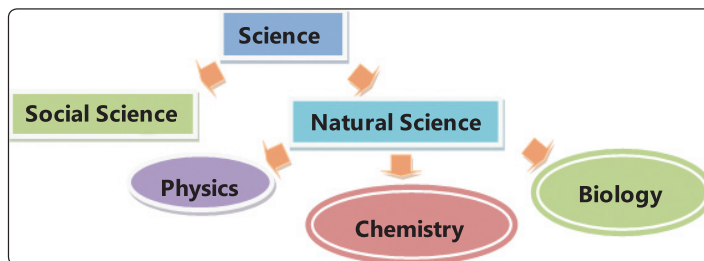 Science
Social Science
Natural Science
Physics
Chemistry
Biology